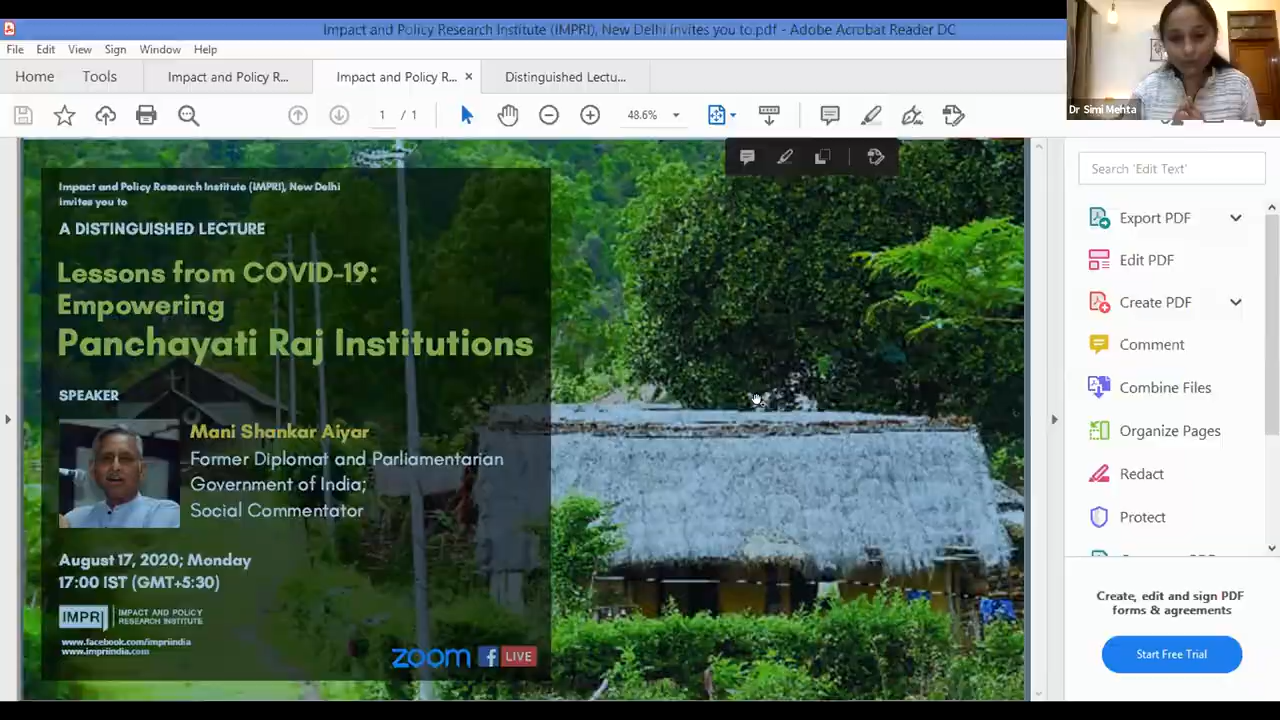 Impact and Policy Research Institute (IMPRI), New Delhi invites you to.pdf - Adobe Acrobat Reader DC
File Edit View Sign Window Help
Home Tools Impact and Policy R... Impact and Policy R... × Distinguished Lectu...
1 48.6%
Dr Simi Mehta
Impact and Policy Research Institute (IMPRI), New Delhi
invites you to
A DISTINGUISHED LECTURE
Lessons from COVID-19:
Empowering
Panchayati Raj Institutions
SPEAKER
Mani Shankar Aiyar
Former Diplomat and Parliamentarian
Government of India;
Social Commentator
August 17, 2020; Monday
17:00 IST (GMT+5:30)
IMPRI IMPACT AND POLICY
RESEARCH INSTITUTE
www.facebook.com/impriindia
www.impriindia.com
zoom f LIVE
Search 'Edit Text'
Export PDF
Edit PDF
Create PDF
Comment
Combine Files
Organize Pages
Redact
Protect
Create, edit and sign PDF
forms & agreements
Start Free Trial